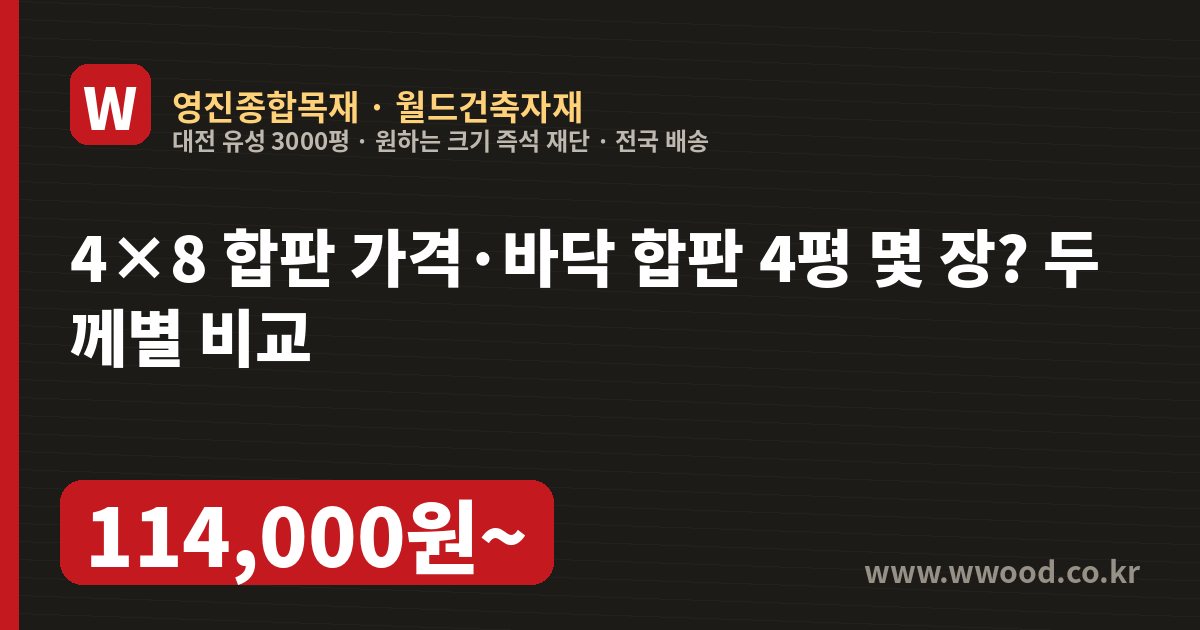 W
영진종합목재 · 월드건축자재
대전 유성 3000평 · 원하는 크기 즉석 재단 · 전국 배송
4×8 합판 가격·바닥 합판 4평 몇 장? 두
께별 비교
114,000원~
www.wwood.co.kr